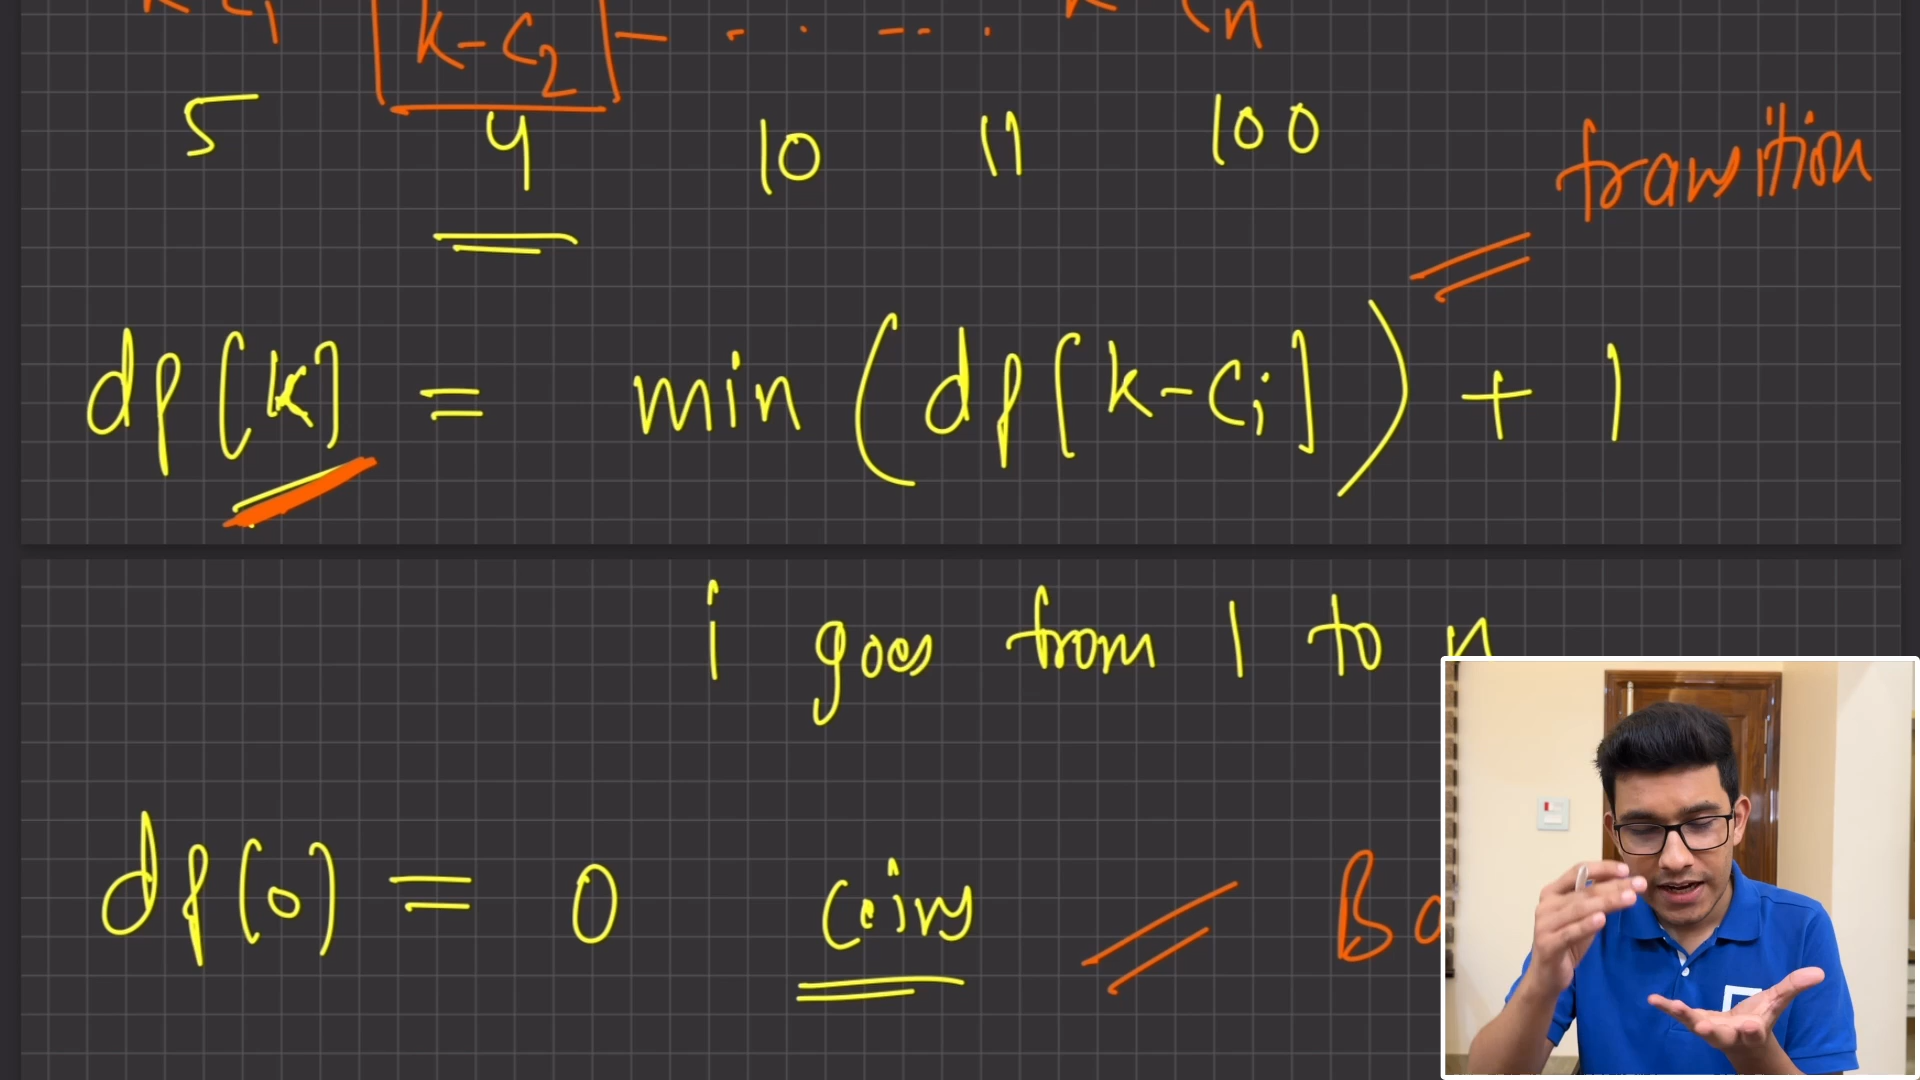 k-c₂ - - . . -- . cn
5 4 10 11 100
transition
dp[k] = min(dp[k-ci]) + 1
i goes from 1 to n
dp(0) = 0 coins